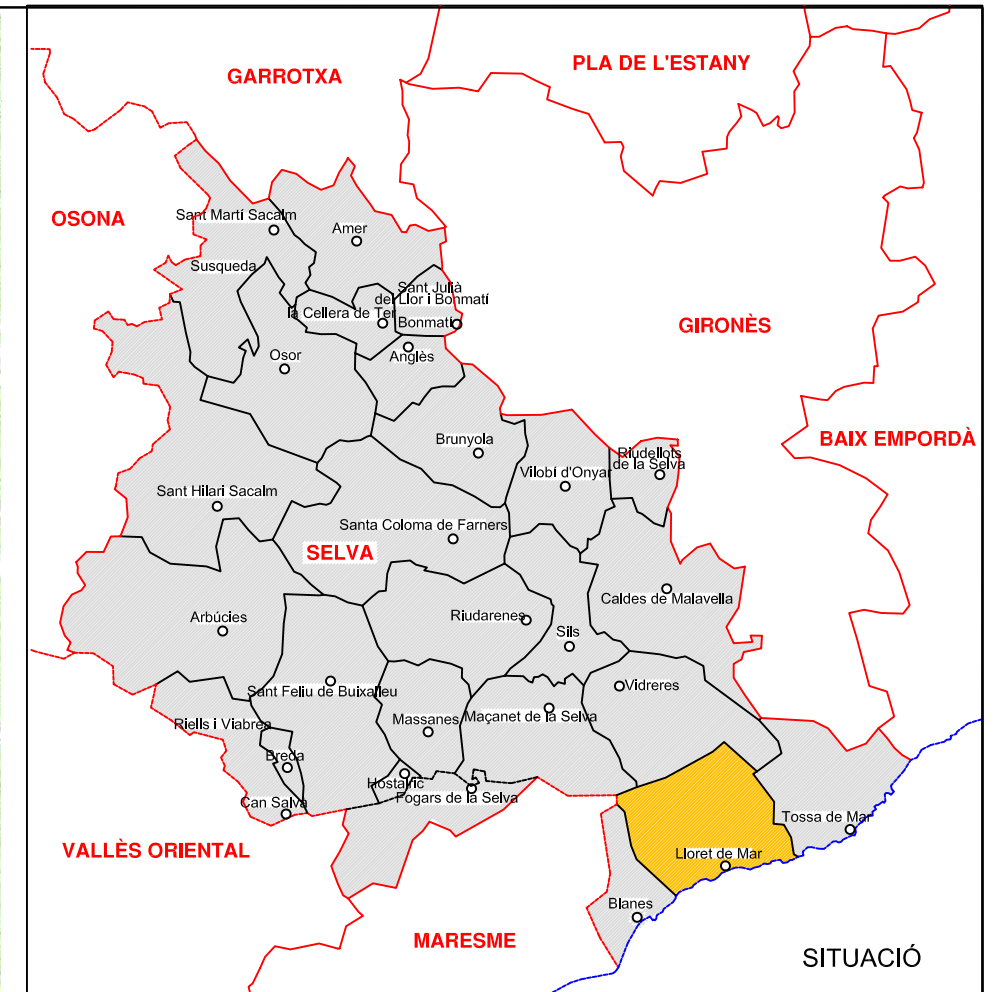 PLA DE L'ESTANY
GARROTXA
OSONA
Sant Martí Sacalm
Amer
Susqueda
Sant Julià
del Llor i Bonmatí
la Cellera de Ter
Bonmatí
GIRONÈS
Osor
Anglès
BAIX EMPORDÀ
Brunyola
Riudellots
de la Selva
Vilobí d'Onyar
Sant Hilari Sacalm
Santa Coloma de Farners
SELVA
Caldes de Malavella
Arbúcies
Riudarenes
Sils
Vidreres
Sant Feliu de Buixalleu
Riells i Viabrea
Massanes
Maçanet de la Selva
Breda
Hostalric
Fogars de la Selva
Can Salva
Tossa de Mar
VALLÈS ORIENTAL
Lloret de Mar
Blanes
MARESME
SITUACIÓ